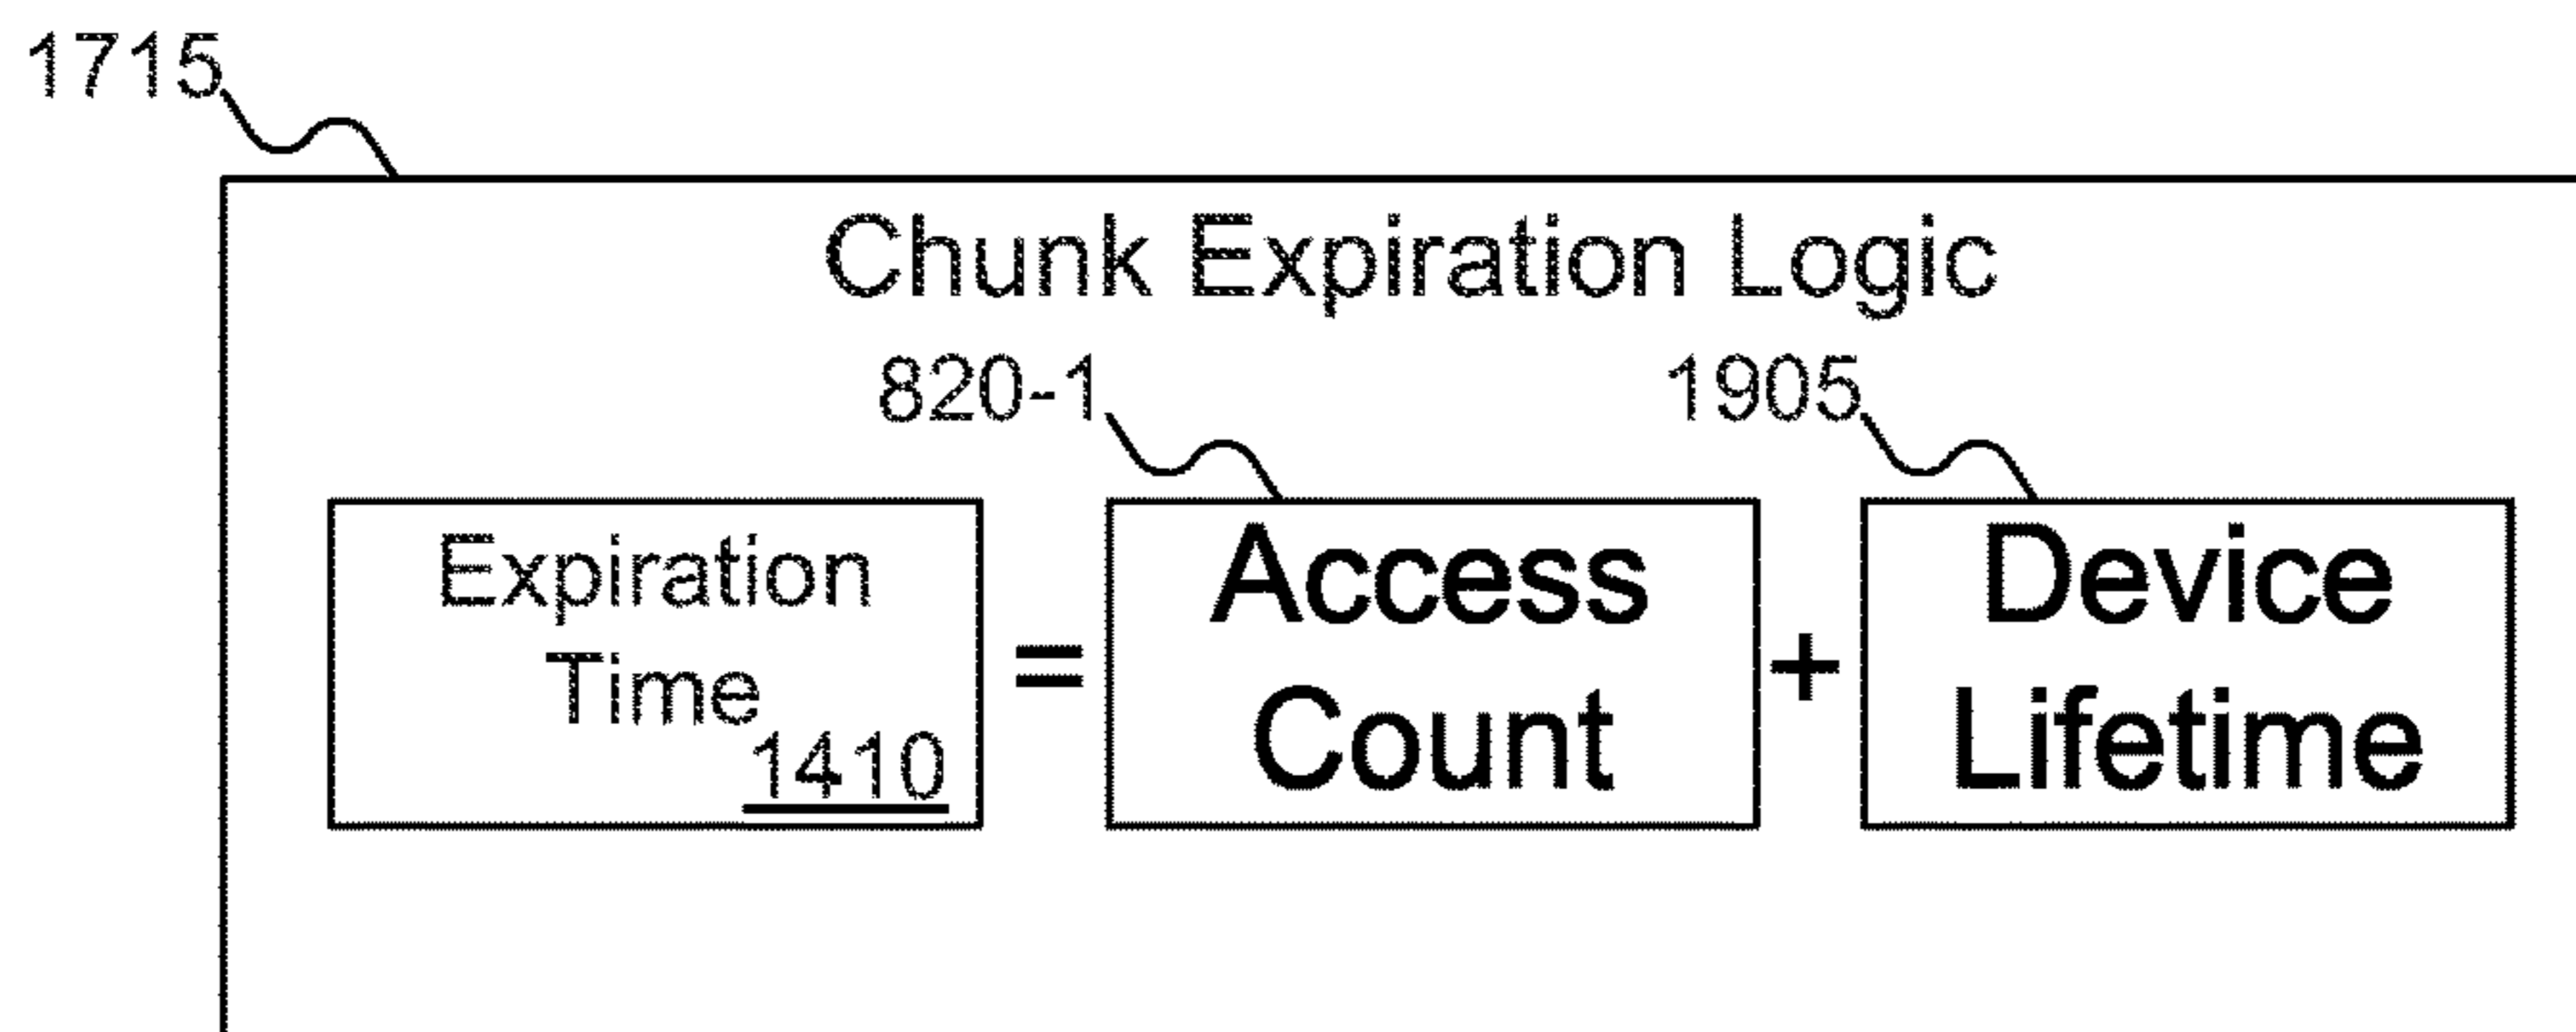 1715
Chunk Expiration Logic
820-1
1905
Expiration
Time
1410
=
Access
Count
+
Device
Lifetime